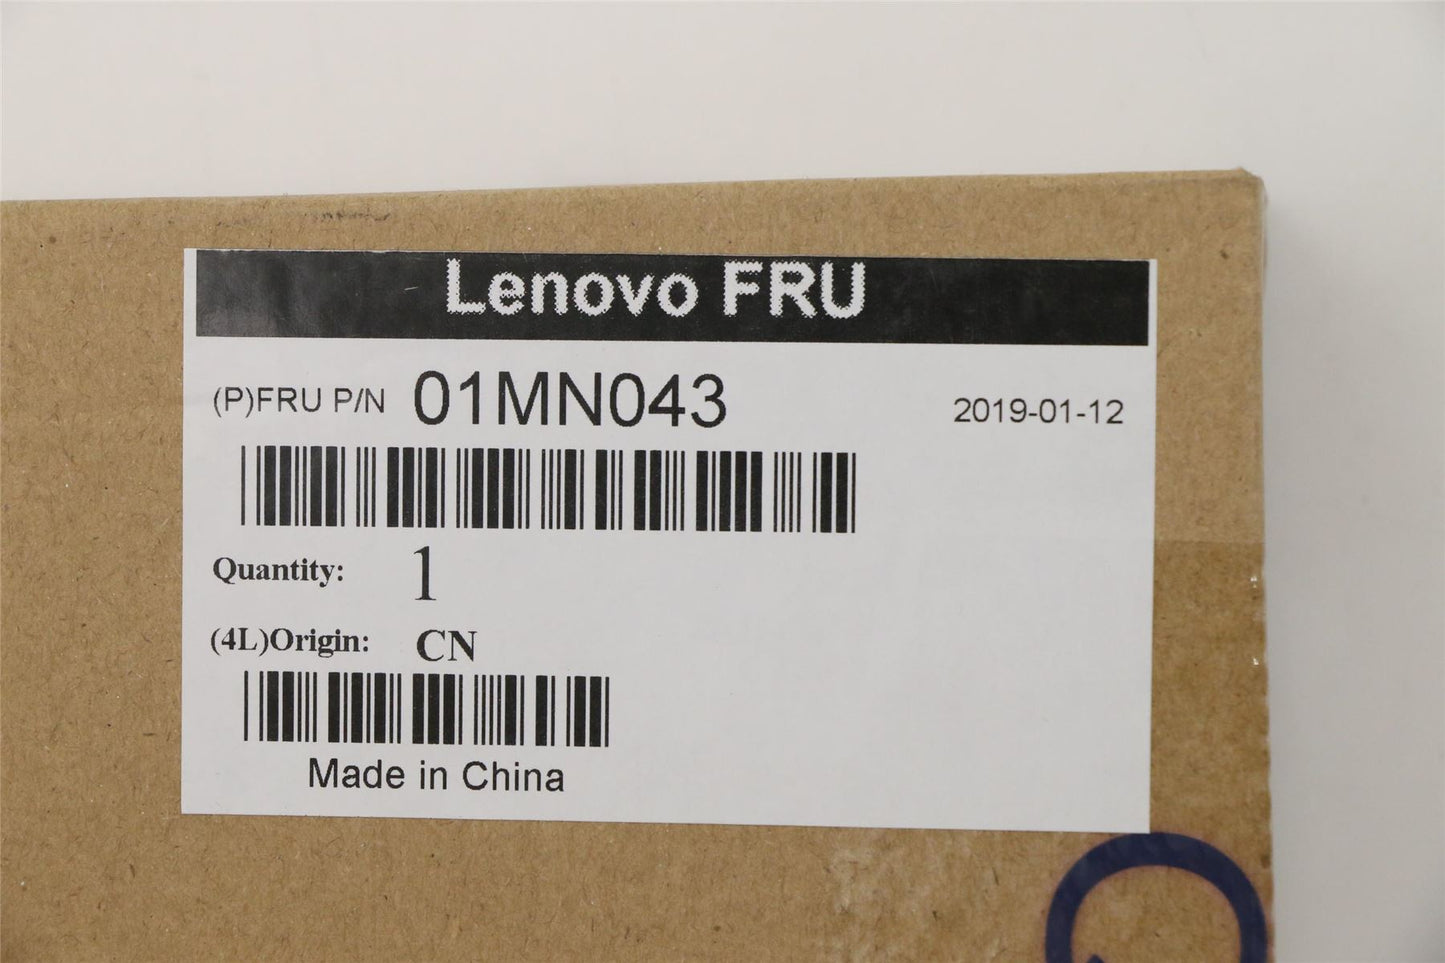 Lenovo FRU
(P)FRU P/N 01MN043 2019-01-12
Quantity: 1
(4L)Origin: CN
Made in China